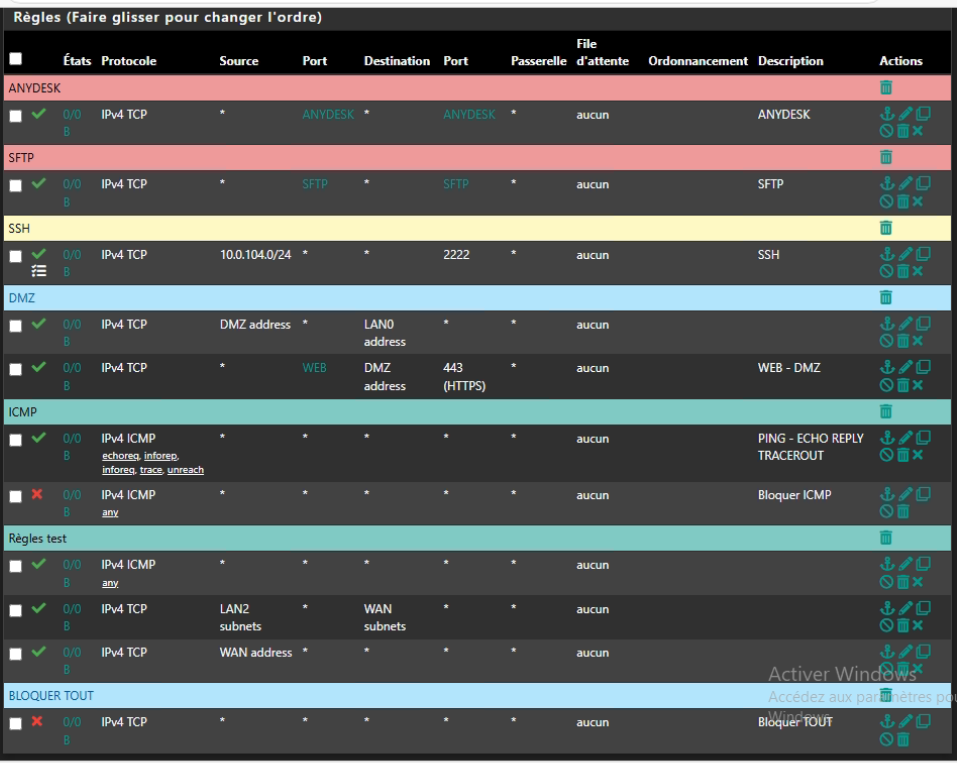 Règles (Faire glisser pour changer l'ordre)
États Protocole Source Port Destination Port Passerelle File d'attente Ordonnancement Description Actions
ANYDESK
0/0 B IPv4 TCP * ANYDESK * ANYDESK * aucun ANYDESK
SFTP
0/0 B IPv4 TCP * SFTP * SFTP * aucun SFTP
SSH
0/0 B IPv4 TCP 10.0.104.0/24 * * 2222 * aucun SSH
DMZ
0/0 B IPv4 TCP DMZ address * LAN0 address * * aucun
0/0 B IPv4 TCP * WEB DMZ address 443 (HTTPS) * aucun WEB - DMZ
ICMP
0/0 B IPv4 ICMP echoreq, inforep, inforeq, trace, unreach * * * * * aucun PING - ECHO REPLY TRACEROUT
0/0 B IPv4 ICMP any * * * * * aucun Bloquer ICMP
Règles test
0/0 B IPv4 ICMP any * * * * * aucun
0/0 B IPv4 TCP LAN2 subnets * WAN subnets * * aucun
0/0 B IPv4 TCP WAN address * * * * aucun
Activer Windows
BLOQUER TOUT
Accédez aux paramètres pou
Windows.
0/0 B IPv4 TCP * * * * * aucun Bloquer TOUT